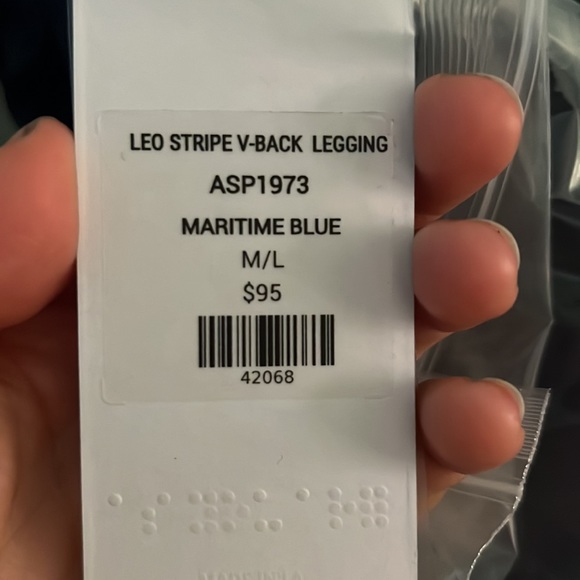 LEO STRIPE V-BACK LEGGING
ASP1973
MARITIME BLUE
M/L
$95
42068